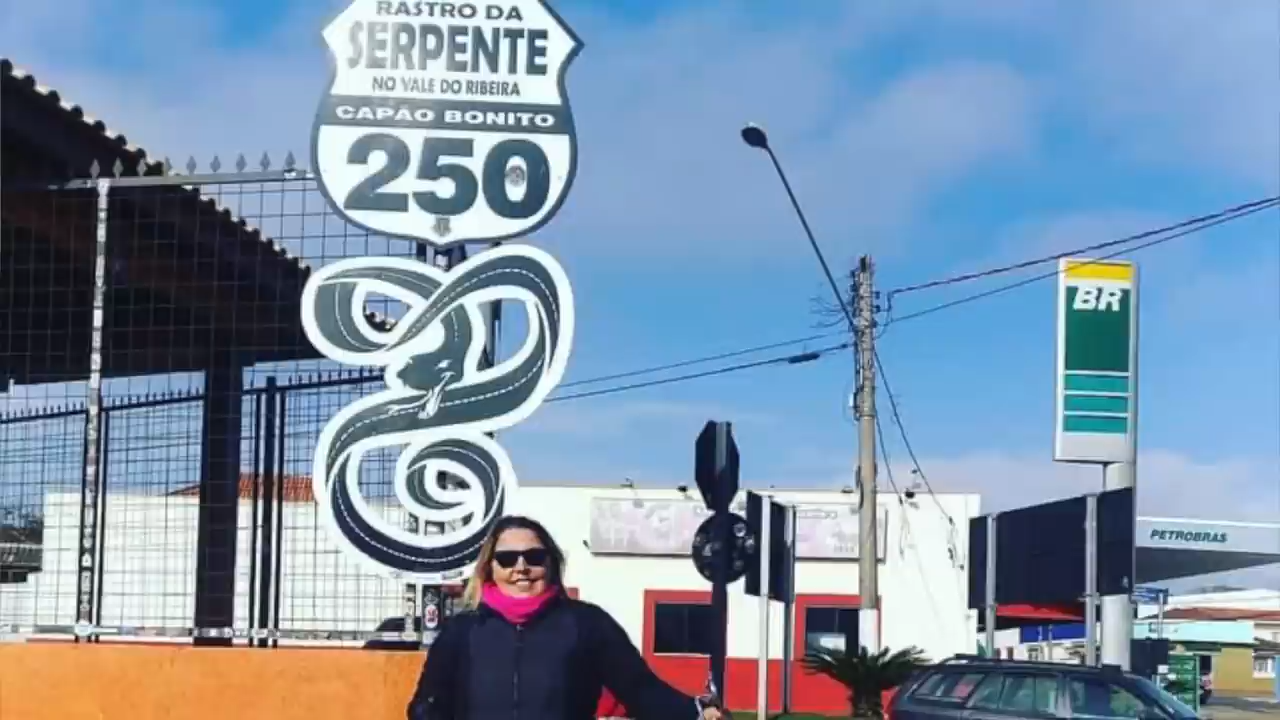 RASTRO DA
SERPENTE
NO VALE DO RIBEIRA
CAPÃO BONITO
250
BR
PETROBRAS